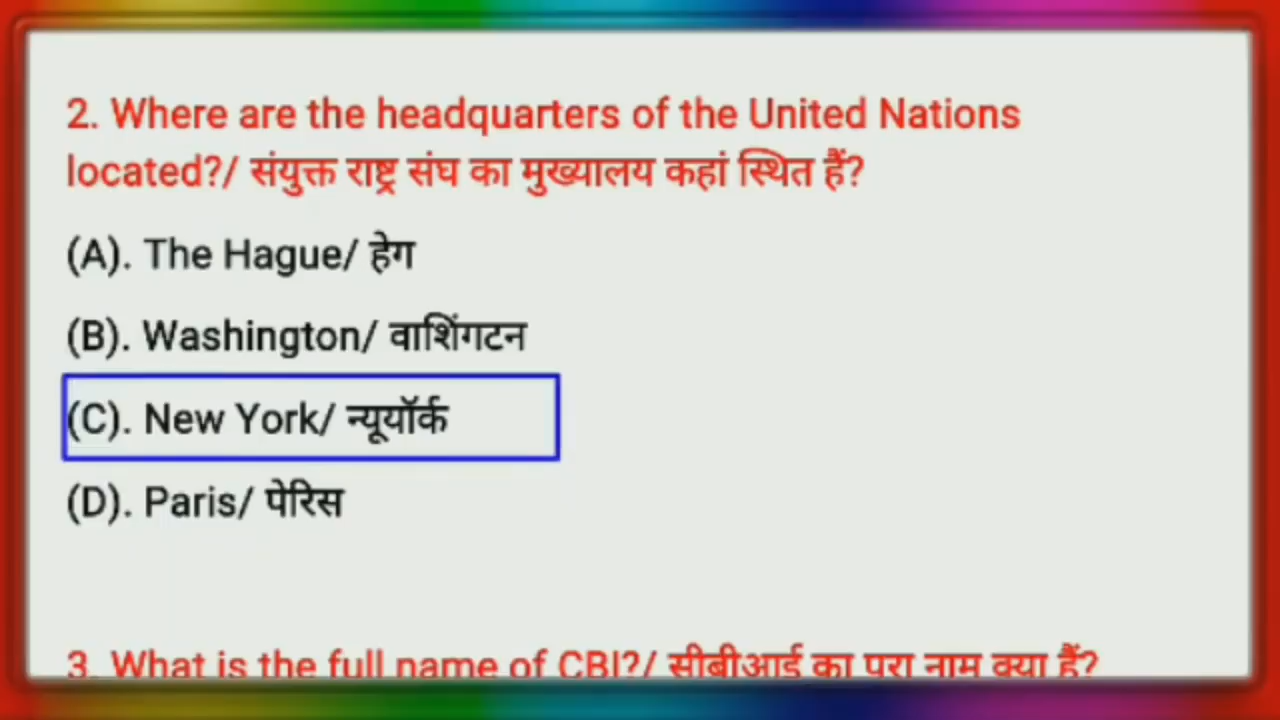 2. Where are the headquarters of the United Nations
located?/ संयुक्त राष्ट्र संघ का मुख्यालय कहां स्थित हैं?
(A). The Hague/ हेग
(B). Washington/ वाशिंगटन
(C). New York/ न्यूयॉर्क
(D). Paris/ पेरिस
3. What is the full name of CBI?/ सीबीआई का पूरा नाम क्या हैं?